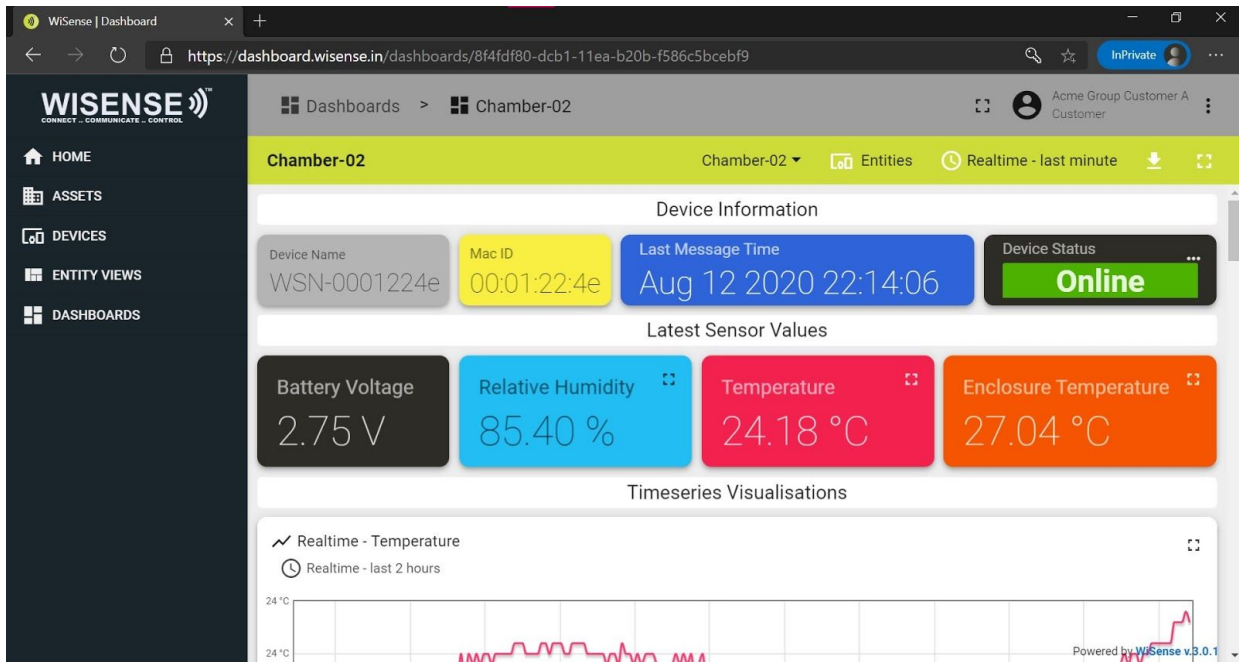 WiSense | Dashboard
https://dashboard.wisense.in/dashboards/8f4fdf80-dcb1-11ea-b20b-f586c5bcebf9
InPrivate
WISENSE™
CONNECT .. COMMUNICATE .. CONTROL
HOME
ASSETS
DEVICES
ENTITY VIEWS
DASHBOARDS
Dashboards > Chamber-02
Acme Group Customer A
Customer
Chamber-02
Chamber-02
Entities
Realtime - last minute
Device Information
Device Name
WSN-0001224e
Mac ID
00:01:22:4e
Last Message Time
Aug 12 2020 22:14:06
Device Status
Online
Latest Sensor Values
Battery Voltage
2.75 V
Relative Humidity
85.40 %
Temperature
24.18 °C
Enclosure Temperature
27.04 °C
Timeseries Visualisations
Realtime - Temperature
Realtime - last 2 hours
24 °C
24 °C
Powered by WiSense v.3.0.1